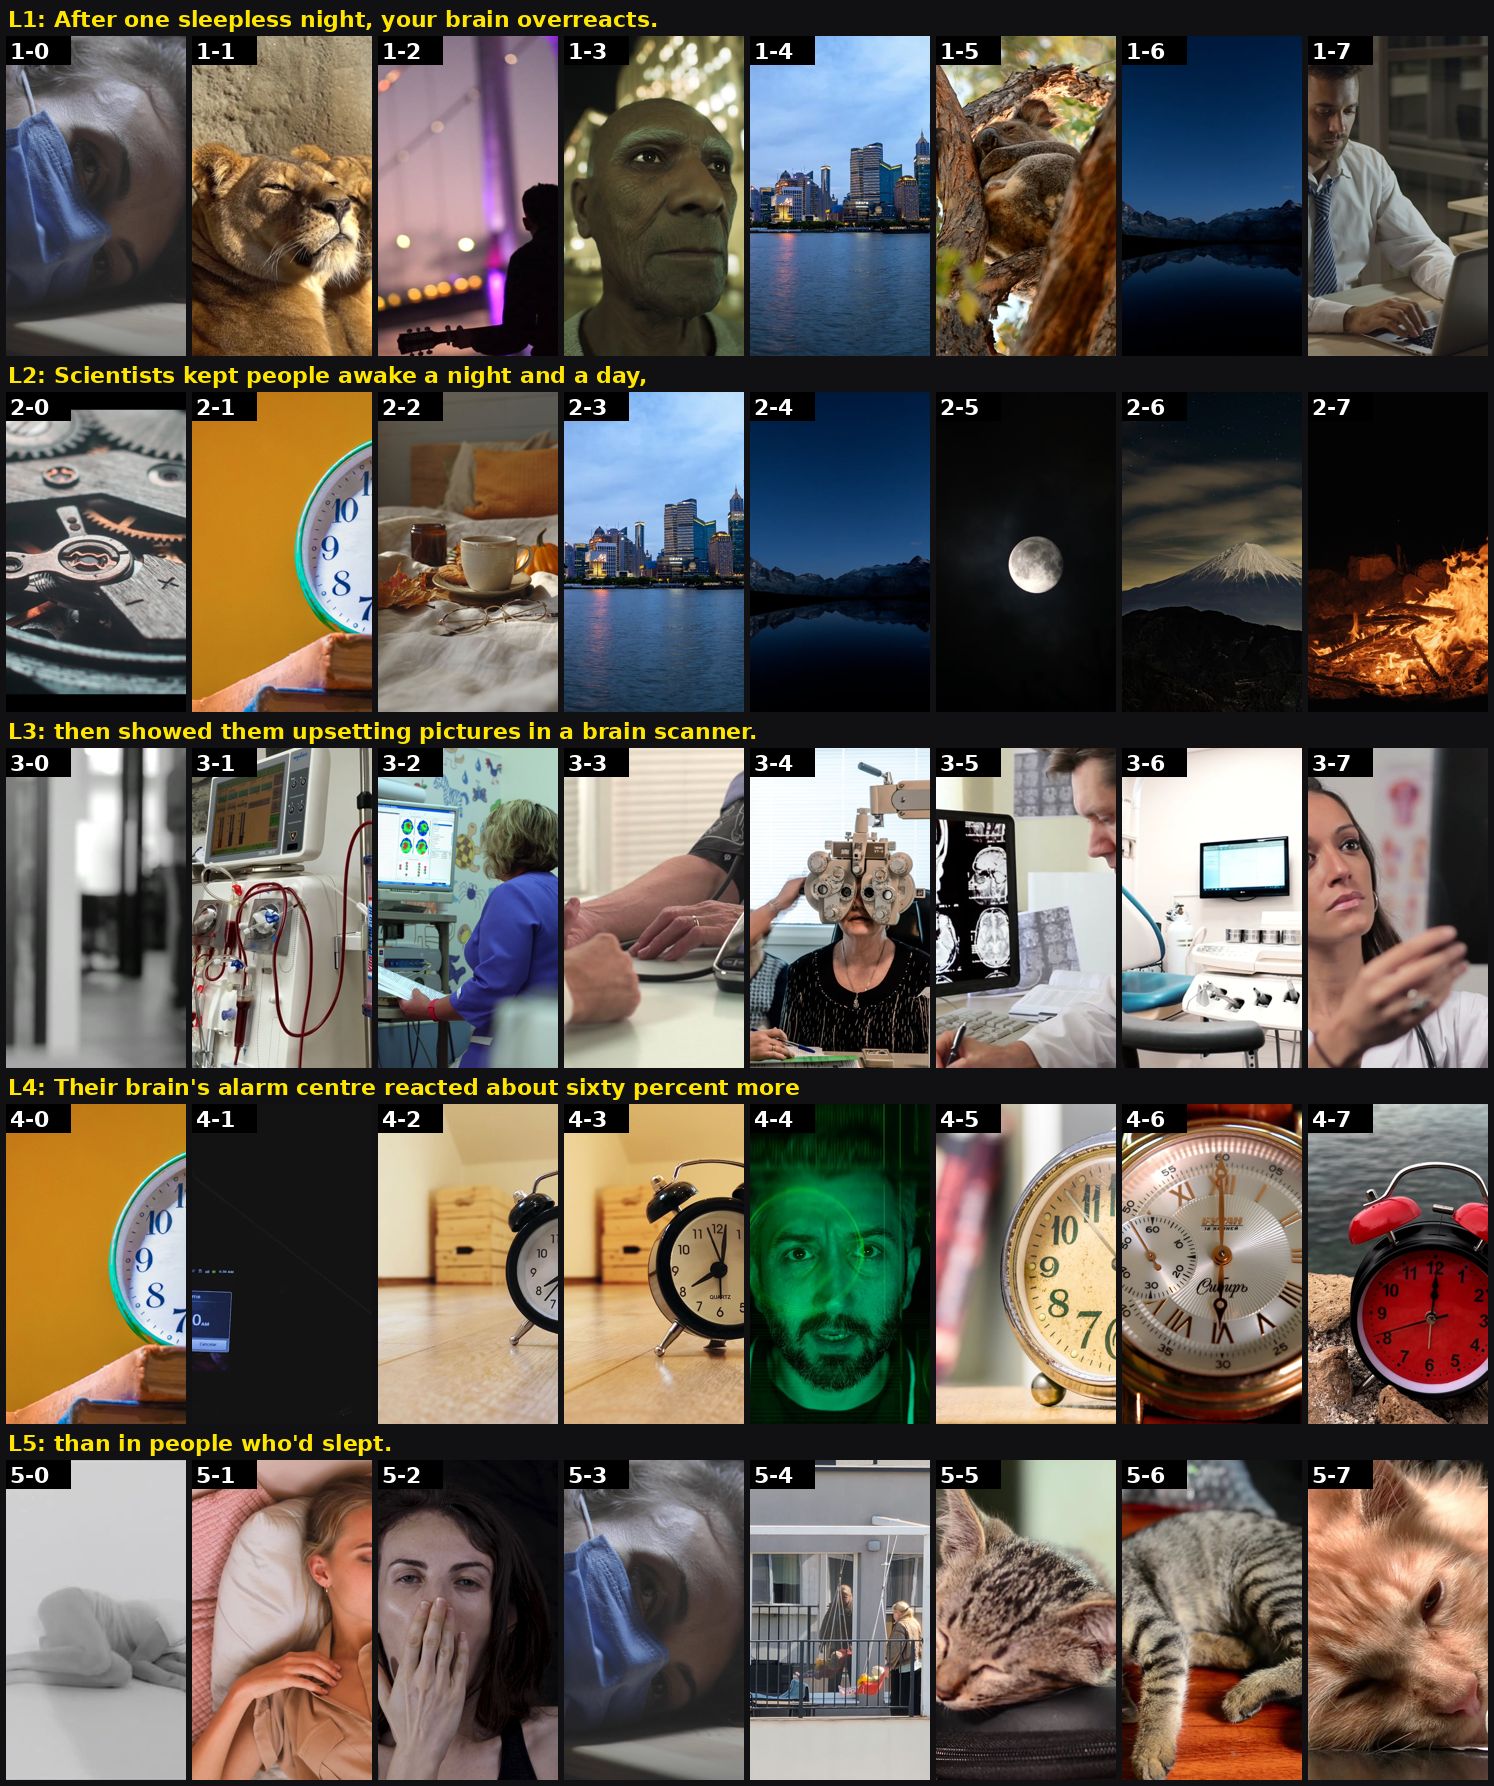 L1: After one sleepless night, your brain overreacts.
1-0 1-1 1-2 1-3 1-4 1-5 1-6 1-7
L2: Scientists kept people awake a night and a day,
2-0 2-1 2-2 2-3 2-4 2-5 2-6 2-7
10
9
8
7
L3: then showed them upsetting pictures in a brain scanner.
3-0 3-1 3-2 3-3 3-4 3-5 3-6 3-7
L4: Their brain's alarm centre reacted about sixty percent more
4-0 4-1 4-2 4-3 4-4 4-5 4-6 4-7
QUARTZ
L5: than in people who'd slept.
5-0 5-1 5-2 5-3 5-4 5-5 5-6 5-7